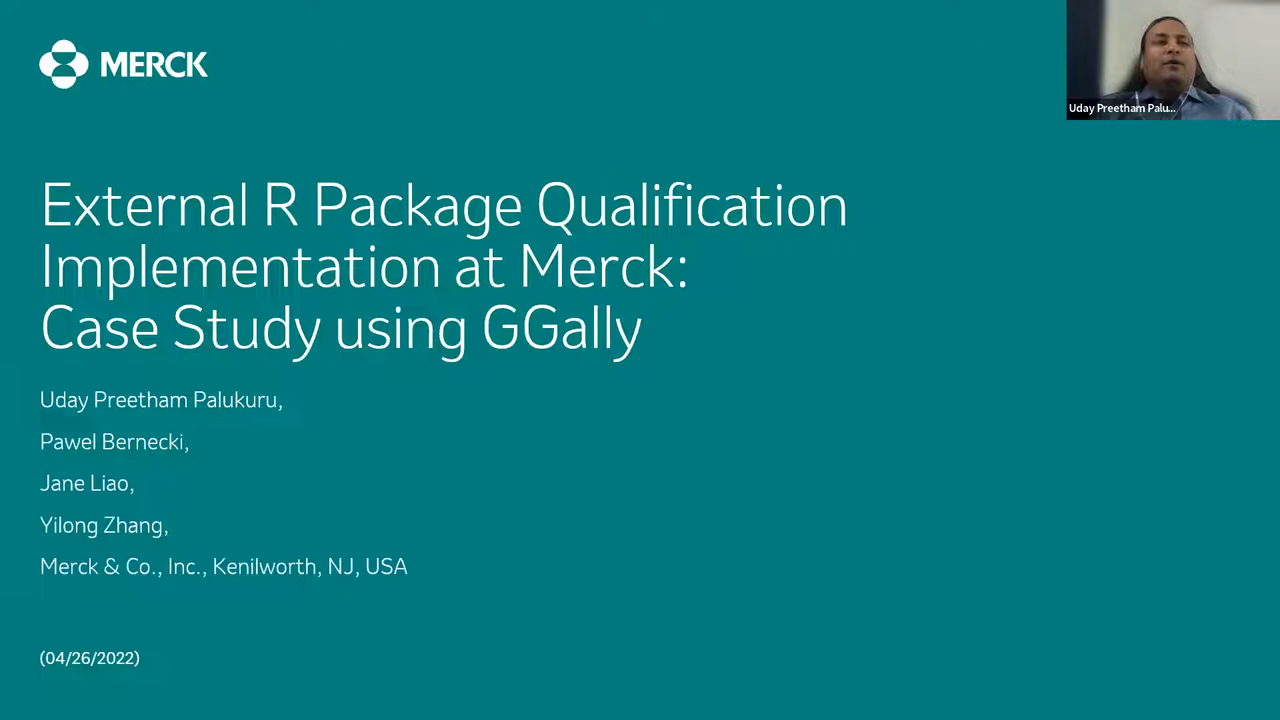 MERCK
Uday Preetham Palu...
External R Package Qualification
Implementation at Merck:
Case Study using GGally
Uday Preetham Palukuru,
Pawel Bernecki,
Jane Liao,
Yilong Zhang,
Merck & Co., Inc., Kenilworth, NJ, USA
(04/26/2022)